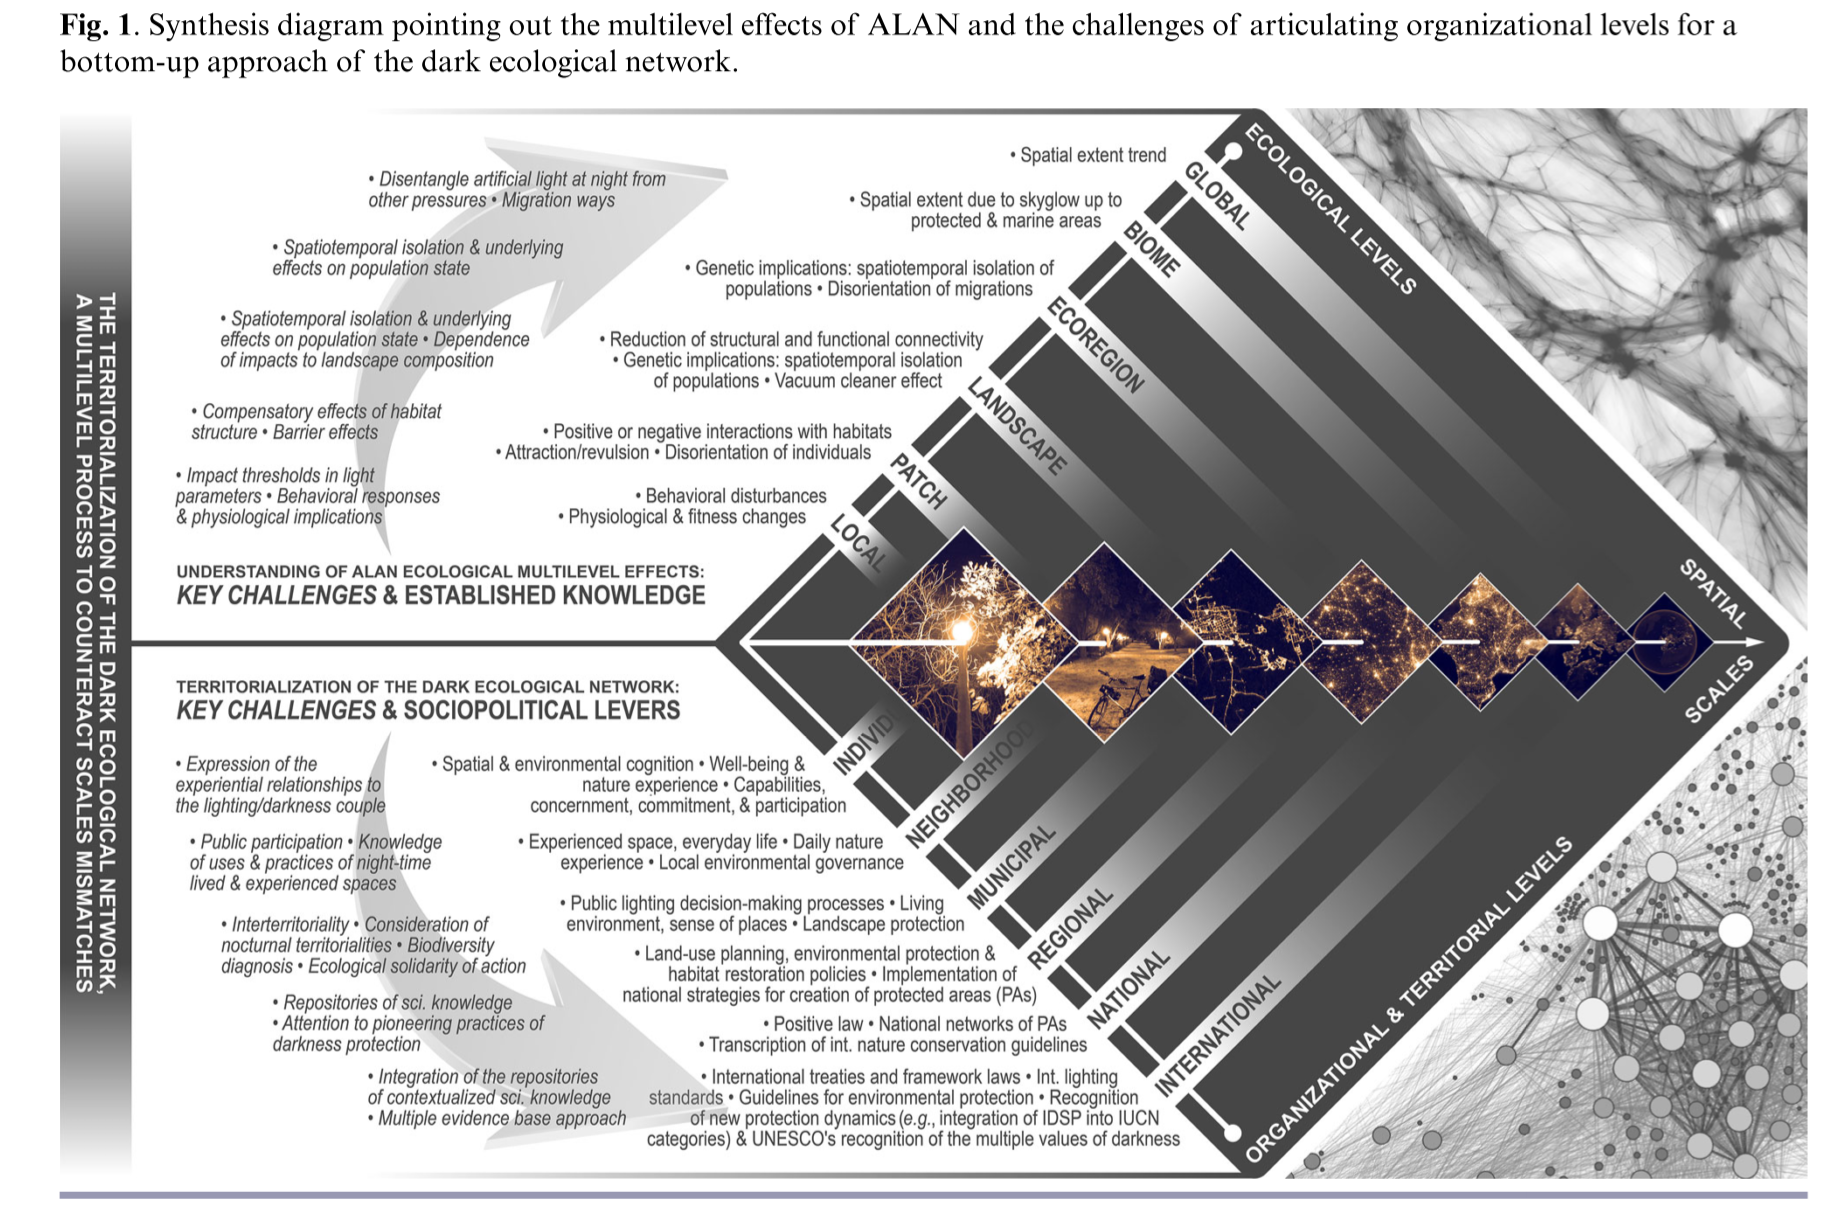 Fig. 1. Synthesis diagram pointing out the multilevel effects of ALAN and the challenges of articulating organizational levels for a
bottom-up approach of the dark ecological network.
THE TERRITORIALIZATION OF THE DARK ECOLOGICAL NETWORK,
A MULTILEVEL PROCESS TO COUNTERACT SCALES MISMATCHES
• Disentangle artificial light at night from
other pressures • Migration ways
• Spatiotemporal isolation & underlying
effects on population state
• Spatiotemporal isolation & underlying
effects on population state • Dependence
of impacts to landscape composition
• Compensatory effects of habitat
structure • Barrier effects
• Impact thresholds in light
parameters • Behavioral responses
& physiological implications
• Spatial extent trend
• Spatial extent due to skyglow up to
protected & marine areas
• Genetic implications: spatiotemporal isolation of
populations • Disorientation of migrations
• Reduction of structural and functional connectivity
• Genetic implications: spatiotemporal isolation
of populations • Vacuum cleaner effect
• Positive or negative interactions with habitats
• Attraction/revulsion • Disorientation of individuals
• Behavioral disturbances
• Physiological & fitness changes
UNDERSTANDING OF ALAN ECOLOGICAL MULTILEVEL EFFECTS:
KEY CHALLENGES & ESTABLISHED KNOWLEDGE
ECOLOGICAL LEVELS
GLOBAL
BIOME
ECOREGION
LANDSCAPE
PATCH
LOCAL
SPATIAL
SCALES
TERRITORIALIZATION OF THE DARK ECOLOGICAL NETWORK:
KEY CHALLENGES & SOCIOPOLITICAL LEVERS
• Expression of the
experiential relationships to
the lighting/darkness couple
• Public participation • Knowledge
of uses & practices of night-time
lived & experienced spaces
• Interterritoriality • Consideration of
nocturnal territorialities • Biodiversity
diagnosis • Ecological solidarity of action
• Repositories of sci. knowledge
• Attention to pioneering practices of
darkness protection
• Integration of the repositories
of contextualized sci. knowledge
• Multiple evidence base approach
• Spatial & environmental cognition • Well-being &
nature experience • Capabilities,
concernment, commitment, & participation
• Experienced space, everyday life • Daily nature
experience • Local environmental governance
• Public lighting decision-making processes • Living
environment, sense of places • Landscape protection
• Land-use planning, environmental protection &
habitat restoration policies • Implementation of
national strategies for creation of protected areas (PAs)
• Positive law • National networks of PAs
• Transcription of int. nature conservation guidelines
• International treaties and framework laws • Int. lighting
standards • Guidelines for environmental protection • Recognition
of new protection dynamics (e.g., integration of IDSP into IUCN
categories) & UNESCO's recognition of the multiple values of darkness
INDIVID
NEIGHBORHOOD
MUNICIPAL
REGIONAL
NATIONAL
INTERNATIONAL
ORGANIZATIONAL & TERRITORIAL LEVELS